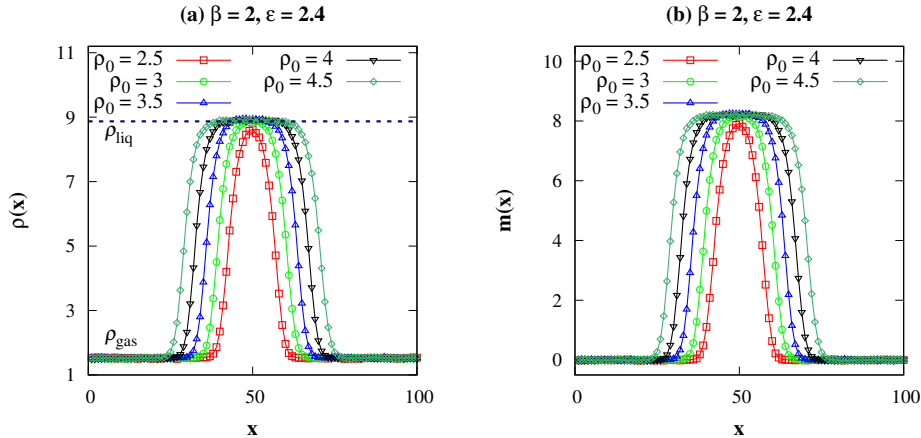 (a) β = 2, ε = 2.4
ρ(x)
11
9
7
5
3
1
ρ₀ = 2.5
ρ₀ = 3
ρ₀ = 3.5
ρ₀ = 4
ρ₀ = 4.5
ρliq
ρgas
0
50
100
x
(b) β = 2, ε = 2.4
m(x)
10
8
6
4
2
0
ρ₀ = 2.5
ρ₀ = 3
ρ₀ = 3.5
ρ₀ = 4
ρ₀ = 4.5
0
50
100
x